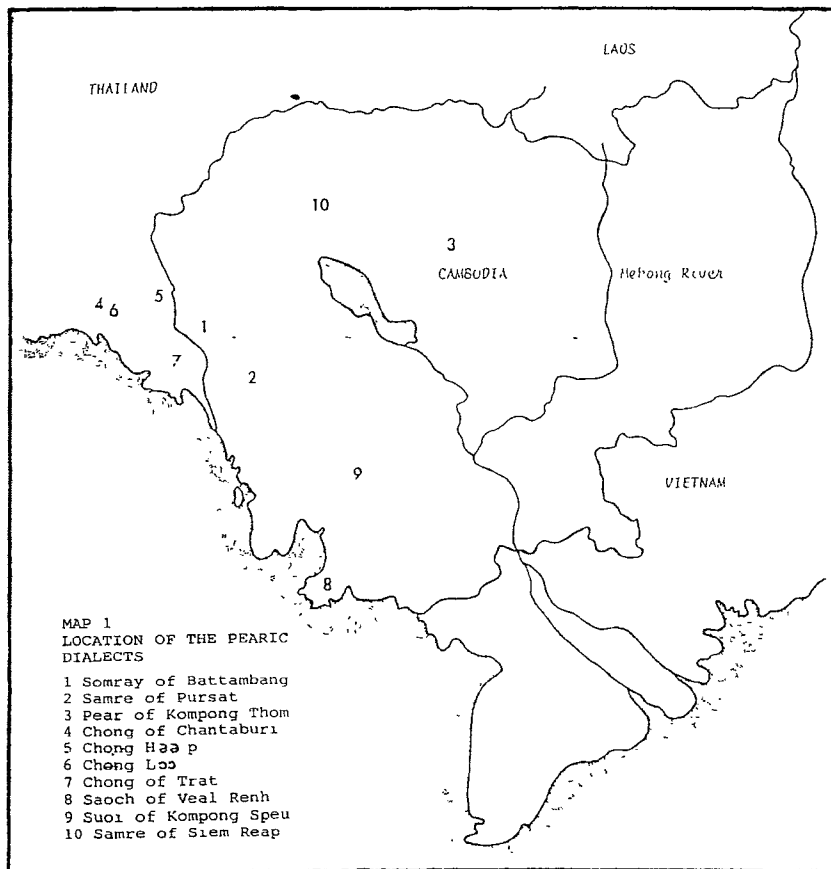 LAOS
THAILAND
10
3
CAMBODIA
Mekong River
5
4
6
1
7
2
9
VIETNAM
8
MAP 1
LOCATION OF THE PEARIC
DIALECTS
1 Somray of Battambang
2 Samre of Pursat
3 Pear of Kompong Thom
4 Chong of Chantaburi
5 Chong Həəp
6 Chong Lɔɔ
7 Chong of Trat
8 Saoch of Veal Renh
9 Suoi of Kompong Speu
10 Samre of Siem Reap